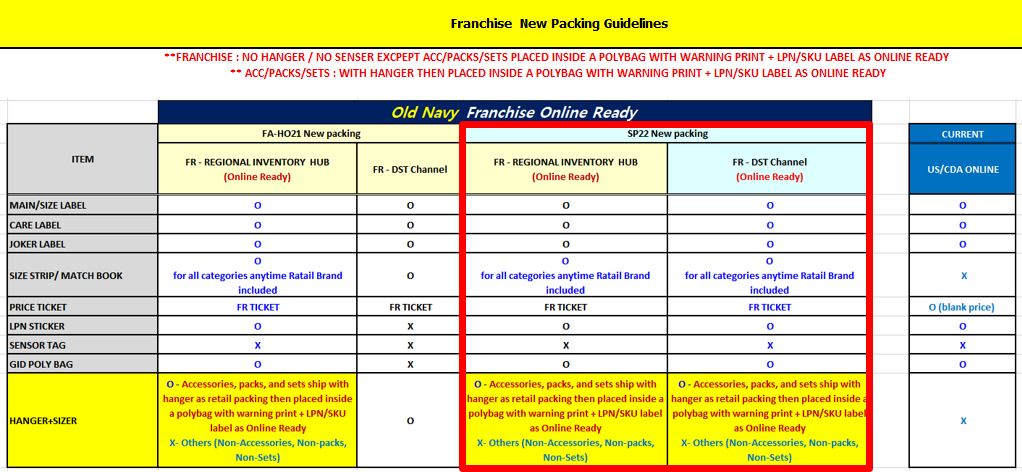 Franchise New Packing Guidelines
**FRANCHISE : NO HANGER / NO SENSER EXCPEPT ACC/PACKS/SETS PLACED INSIDE A POLYBAG WITH WARNING PRINT + LPN/SKU LABEL AS ONLINE READY
** ACC/PACKS/SETS : WITH HANGER THEN PLACED INSIDE A POLYBAG WITH WARNING PRINT + LPN/SKU LABEL AS ONLINE READY
Old Navy Franchise Online Ready
ITEM FA-HO21 New packing SP22 New packing CURRENT
FR - REGIONAL INVENTORY HUB
(Online Ready)
FR - DST Channel
FR - REGIONAL INVENTORY HUB
(Online Ready)
FR - DST Channel
(Online Ready)
US/CDA ONLINE
MAIN/SIZE LABEL O O O O O
CARE LABEL O O O O O
JOKER LABEL O O O O O
SIZE STRIP/ MATCH BOOK
O
for all categories anytime Ratail Brand
included
O
O
for all categories anytime Ratail Brand
included
O
for all categories anytime Ratail Brand
included
X
PRICE TICKET FR TICKET FR TICKET FR TICKET FR TICKET O (blank price)
LPN STICKER O X O O O
SENSOR TAG X X X X X
GID POLY BAG O X O O O
HANGER+SIZER
O - Accessories, packs, and sets ship with
hanger as retail packing then placed inside
a polybag with warning print + LPN/SKU
label as Online Ready
X- Others (Non-Accessories, Non-packs,
Non-Sets)
O
O - Accessories, packs, and sets ship with
hanger as retail packing then placed inside
a polybag with warning print + LPN/SKU label
as Online Ready
X- Others (Non-Accessories, Non-packs,
Non-Sets)
O - Accessories, packs, and sets ship with
hanger as retail packing then placed inside a
polybag with warning print + LPN/SKU label
as Online Ready
X- Others (Non-Accessories, Non-packs,
Non-Sets)
X